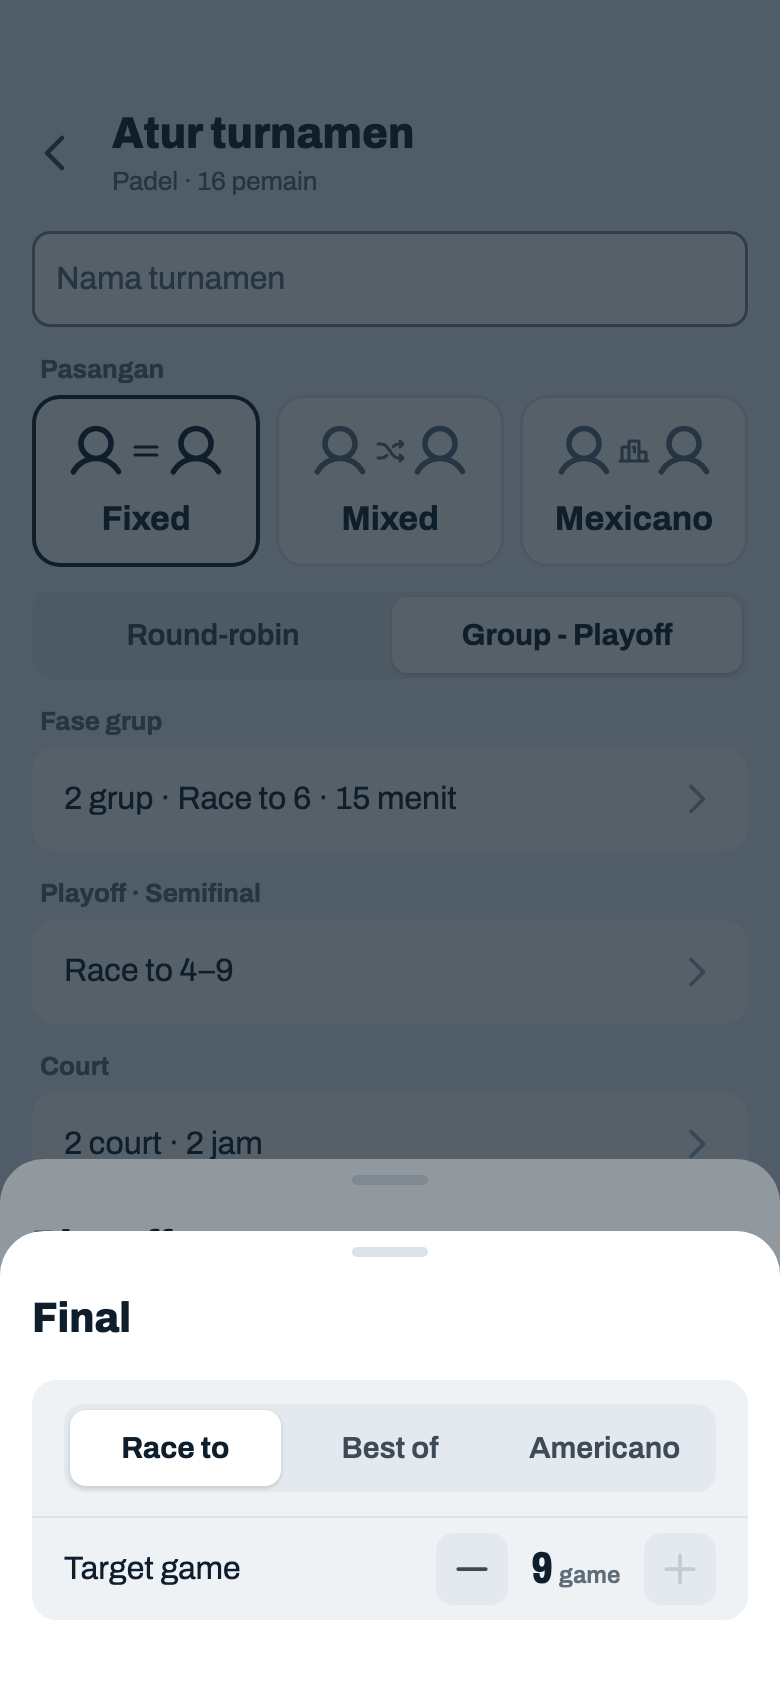 Atur turnamen
Padel · 16 pemain
Nama turnamen
Pasangan
Fixed
Mixed
Mexicano
Round-robin
Group - Playoff
Fase grup
2 grup · Race to 6 · 15 menit
Playoff · Semifinal
Race to 4–9
Court
2 court · 2 jam
Final
Race to
Best of
Americano
Target game
9 game